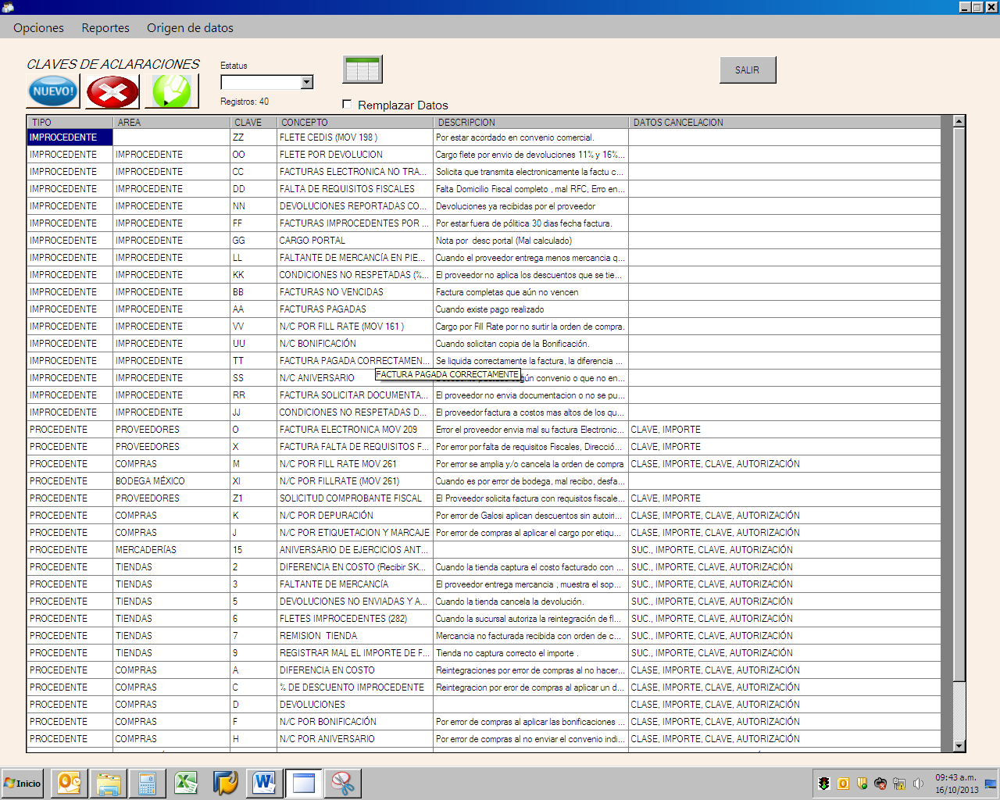 Opciones Reportes Origen de datos
CLAVES DE ACLARACIONES
Estatus
SALIR
NUEVO!
Registros: 40
Remplazar Datos
TIPO AREA CLAVE CONCEPTO DESCRIPCION DATOS CANCELACION
IMPROCEDENTE ZZ FLETE CEDIS (MOV 198 ) Por estar acordado en convenio comercial.
IMPROCEDENTE IMPROCEDENTE OO FLETE POR DEVOLUCION Cargo flete por envio de devoluciones 11% y 16%...
IMPROCEDENTE IMPROCEDENTE CC FACTURAS ELECTRONICA NO TRA... Solicita que transmita electronicamente la factu c...
IMPROCEDENTE IMPROCEDENTE DD FALTA DE REQUISITOS FISCALES Falta Domicilio Fiscal completo , mal RFC, Erro en...
IMPROCEDENTE IMPROCEDENTE NN DEVOLUCIONES REPORTADAS CO... Devoluciones ya recibidas por el proveedor
IMPROCEDENTE IMPROCEDENTE FF FACTURAS IMPROCEDENTES POR ... Por estar fuera de pólitica 30 dias fecha factura.
IMPROCEDENTE IMPROCEDENTE GG CARGO PORTAL Nota por desc portal (Mal calculado)
IMPROCEDENTE IMPROCEDENTE LL FALTANTE DE MERCANCÍA EN PIE... Cuando el proveedor entrega menos mercancia q...
IMPROCEDENTE IMPROCEDENTE KK CONDICIONES NO RESPETADAS (%... El proveedor no aplica los descuentos que se tie...
IMPROCEDENTE IMPROCEDENTE BB FACTURAS NO VENCIDAS Factura completas que aún no vencen
IMPROCEDENTE IMPROCEDENTE AA FACTURAS PAGADAS Cuando existe pago realizado
IMPROCEDENTE IMPROCEDENTE VV N/C POR FILL RATE (MOV 161 ) Cargo por Fill Rate por no surtir la orden de compra.
IMPROCEDENTE IMPROCEDENTE UU N/C BONIFICACIÓN Cuando solicitan copia de la Bonificación.
IMPROCEDENTE IMPROCEDENTE TT FACTURA PAGADA CORRECTAMEN... Se liquida correctamente la factura, la diferencia ...
FACTURA PAGADA CORRECTAMENTE
IMPROCEDENTE IMPROCEDENTE SS N/C ANIVERSARIO convenio o que no en...
IMPROCEDENTE IMPROCEDENTE RR FACTURA SOLICITAR DOCUMENTA... El proveedor no envia documentacion o no se pu...
IMPROCEDENTE IMPROCEDENTE JJ CONDICIONES NO RESPETADAS D... El proveedor factura a costos mas altos de los qu...
PROCEDENTE PROVEEDORES O FACTURA ELECTRONICA MOV 209 Error el proveedor envia mal su factura Electronic... CLAVE, IMPORTE
PROCEDENTE PROVEEDORES X FACTURA FALTA DE REQUISITOS F... Por error por falta de requisitos Fiscales, Direcció... CLAVE, IMPORTE
PROCEDENTE COMPRAS M N/C POR FILL RATE MOV 261 Por error se amplia y/o cancela la orden de compra CLASE, IMPORTE, CLAVE, AUTORIZACIÓN
PROCEDENTE BODEGA MÉXICO XI N/C POR FILLRATE (MOV 261) Cuando es por error de bodega, mal recibo, desfa...
PROCEDENTE PROVEEDORES Z1 SOLICITUD COMPROBANTE FISCAL El Proveedor solicita factura con requisitos fiscale... CLAVE, IMPORTE
PROCEDENTE COMPRAS K N/C POR DEPURACIÓN Por error de Galosi aplican descuentos sin autoiri... CLASE, IMPORTE, CLAVE, AUTORIZACIÓN
PROCEDENTE COMPRAS J N/C POR ETIQUETACION Y MARCAJE Por error de compras al aplicar el cargo por etiqu... CLASE, IMPORTE, CLAVE, AUTORIZACIÓN
PROCEDENTE MERCADERÍAS 15 ANIVERSARIO DE EJERCICIOS ANT... SUC., IMPORTE, CLAVE, AUTORIZACIÓN
PROCEDENTE TIENDAS 2 DIFERENCIA EN COSTO (Recibir SK... Cuando la tienda captura el costo facturado con ... SUC., IMPORTE, CLAVE, AUTORIZACIÓN
PROCEDENTE TIENDAS 3 FALTANTE DE MERCANCÍA El proveedor entrega mercancia , muestra el sop... SUC., IMPORTE, CLAVE, AUTORIZACIÓN
PROCEDENTE TIENDAS 5 DEVOLUCIONES NO ENVIADAS Y A... Cuando la tienda cancela la devolución. SUC., IMPORTE, CLAVE, AUTORIZACIÓN
PROCEDENTE TIENDAS 6 FLETES IMPROCEDENTES (282) Cuando la sucursal autoriza la reintegración de fl... SUC., IMPORTE, CLAVE, AUTORIZACIÓN
PROCEDENTE TIENDAS 7 REMISION TIENDA Mercancia no facturada recibida con orden de c... SUC., IMPORTE, CLAVE, AUTORIZACIÓN
PROCEDENTE TIENDAS 9 REGISTRAR MAL EL IMPORTE DE F... Tienda no captura correcto el importe . SUC., IMPORTE, CLAVE, AUTORIZACIÓN
PROCEDENTE COMPRAS A DIFERENCIA EN COSTO Reintegraciones por error de compras al no hacer... CLASE, IMPORTE, CLAVE, AUTORIZACIÓN
PROCEDENTE COMPRAS C % DE DESCUENTO IMPROCEDENTE Reintegracion por eror de compras al aplicar un d... CLASE, IMPORTE, CLAVE, AUTORIZACIÓN
PROCEDENTE COMPRAS D DEVOLUCIONES CLASE, IMPORTE, CLAVE, AUTORIZACIÓN
PROCEDENTE COMPRAS F N/C POR BONIFICACIÓN Por error de compras al aplicar las bonificaciones ... CLASE, IMPORTE, CLAVE, AUTORIZACIÓN
PROCEDENTE COMPRAS H N/C POR ANIVERSARIO Por error de compras al no enviar el convenio indi... CLASE, IMPORTE, CLAVE, AUTORIZACIÓN
Inicio
09:43 a.m.
16/10/2013